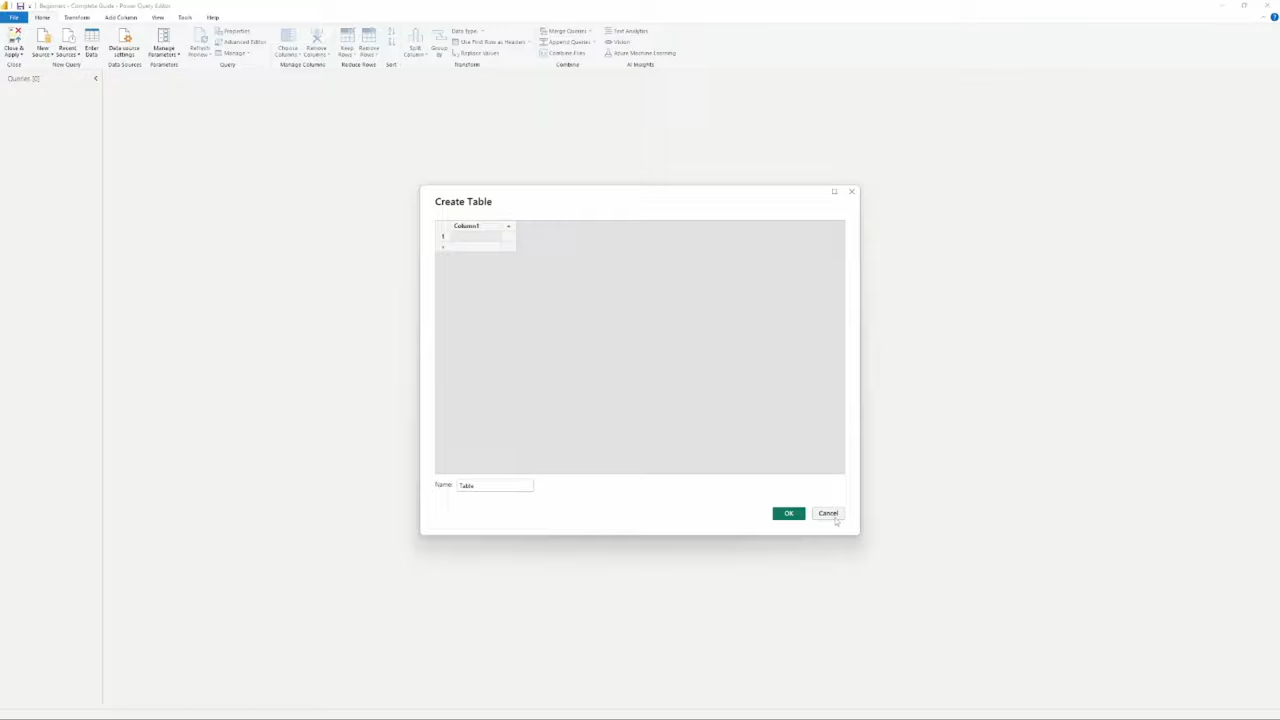 Beginners - Complete Guide - Power Query Editor
File Home Transform Add Column View Tools Help
Close & Apply
New Source
Recent Sources
Enter Data
Data source settings
Manage Parameters
Refresh Preview
Properties
Advanced Editor
Manage
Choose Columns
Remove Columns
Keep Rows
Remove Rows
Split Column
Group By
Data Type:
Use First Row as Headers
Replace Values
Merge Queries
Append Queries
Combine Files
Text Analytics
Vision
Azure Machine Learning
Close New Query Data Sources Parameters Query Manage Columns Reduce Rows Sort Transform Combine AI Insights
Queries [0]
Create Table
Column1
1
Name: Table
OK Cancel